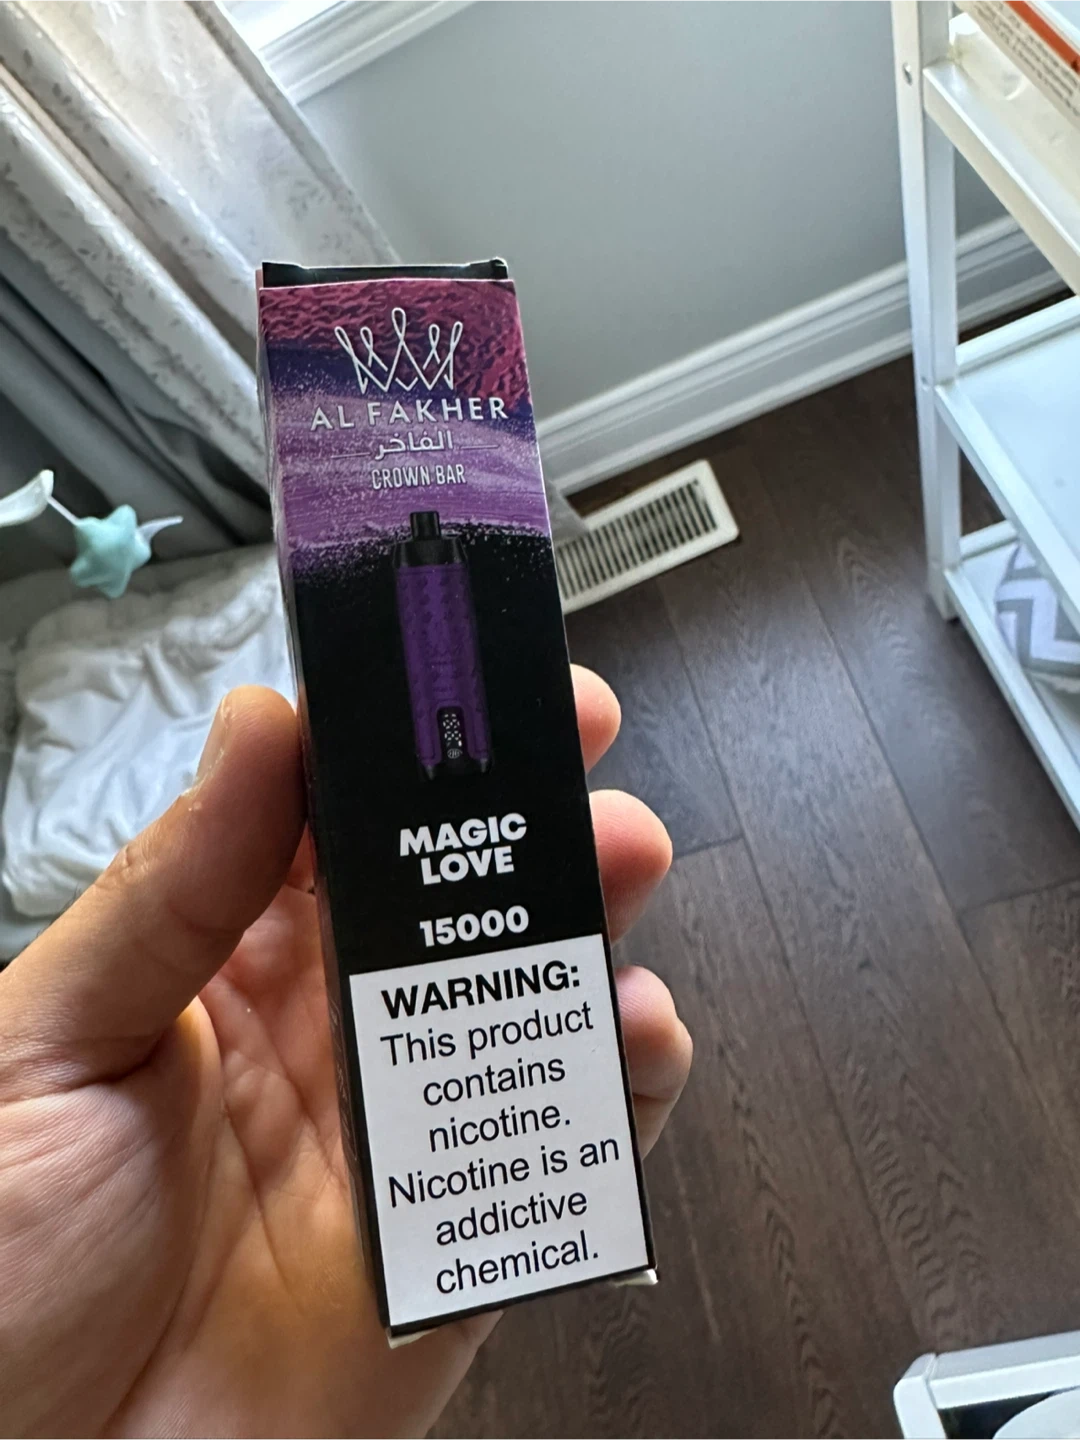 AL FAKHER
الفاخر
CROWN BAR
MAGIC
LOVE
15000
WARNING:
This product
contains
nicotine.
Nicotine is an
addictive
chemical.